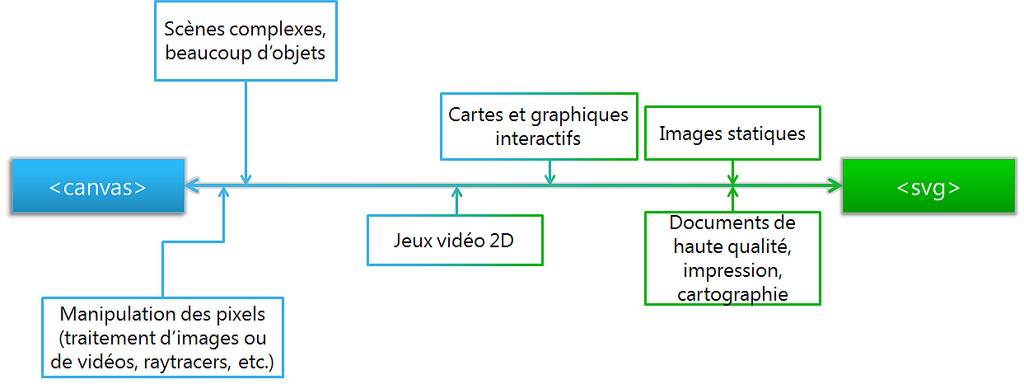 Scènes complexes,
beaucoup d'objets
Cartes et graphiques
interactifs
Images statiques
<canvas>
<svg>
Jeux vidéo 2D
Documents de
haute qualité,
impression,
cartographie
Manipulation des pixels
(traitement d'images ou
de vidéos, raytracers, etc.)